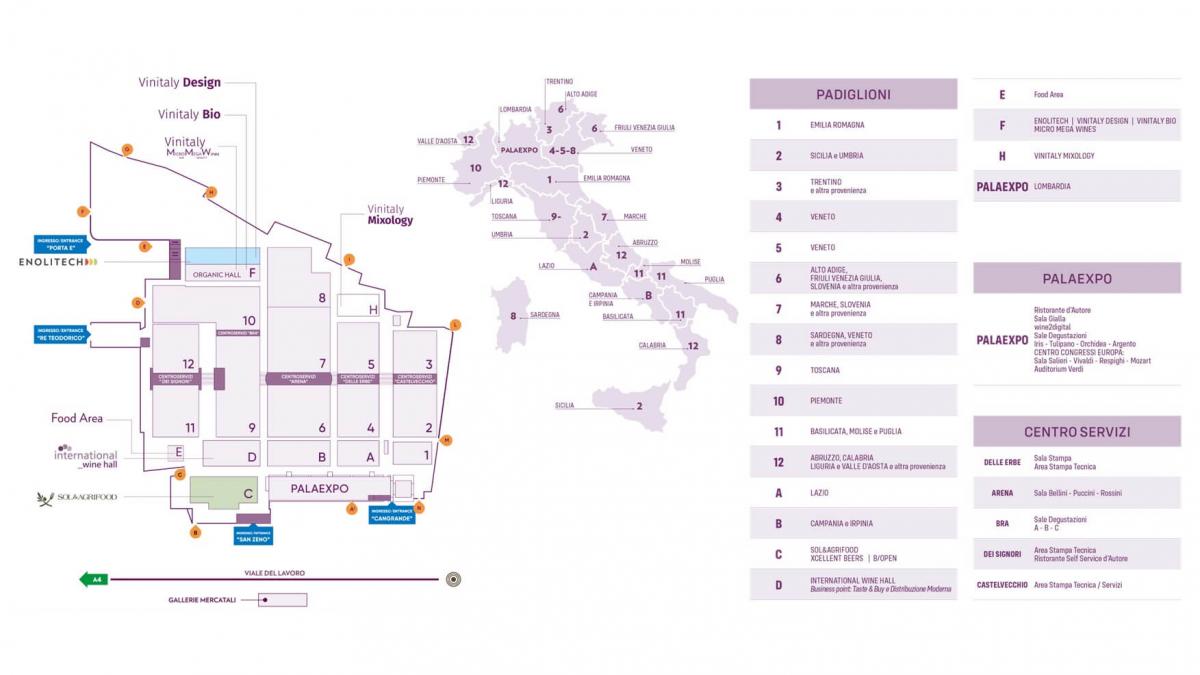 Vinitaly Design
Vinitaly Bio
Vinitaly
MicroMegaWines
G
H
F
INGRESSO/ENTRANCE
"PORTA E"
E
ENOLITECH
ORGANIC HALL F
Vinitaly
Mixology
I
D
8
H
10
CENTROSERVIZI "BRA"
L
INGRESSO/ENTRANCE
"RE TEODORICO"
12
7
5
3
CENTROSERVIZI
"DEI SIGNORI"
CENTROSERVIZI
"ARENA"
CENTROSERVIZI
"DELLE ERBE"
CENTROSERVIZI
"CASTELVECCHIO"
Food Area
11
9
6
4
2
M
international
_wine hall
E
D
B
A
1
C
SOL&AGRIFOOD
C
PALAEXPO
A
N
B
INGRESSO/ENTRANCE
"SAN ZENO"
INGRESSO/ENTRANCE
"CANGRANDE"
A4
VIALE DEL LAVORO
GALLERIE MERCATALI
TRENTINO
ALTO ADIGE
LOMBARDIA
6
VALLE D'AOSTA
12
3
6
FRIULI VENEZIA GIULIA
PALAEXPO
4-5-8
VENETO
10
PIEMONTE
12
1
EMILIA ROMAGNA
LIGURIA
TOSCANA
9-
7
MARCHE
UMBRIA
2
ABRUZZO
12
LAZIO
A
MOLISE
11
11
PUGLIA
CAMPANIA
E IRPINIA
B
BASILICATA
11
8
SARDEGNA
CALABRIA
12
SICILIA
2
PADIGLIONI
1 EMILIA ROMAGNA
2 SICILIA e UMBRIA
3 TRENTINO
e altra provenienza
4 VENETO
5 VENETO
6 ALTO ADIGE,
FRIULI VENEZIA GIULIA,
SLOVENIA e altra provenienza
7 MARCHE, SLOVENIA
e altra provenienza
8 SARDEGNA, VENETO
e altra provenienza
9 TOSCANA
10 PIEMONTE
11 BASILICATA, MOLISE e PUGLIA
12 ABRUZZO, CALABRIA
LIGURIA e VALLE D'AOSTA e altra provenienza
A LAZIO
B CAMPANIA e IRPINIA
C SOL&AGRIFOOD
XCELLENT BEERS | B/OPEN
D INTERNATIONAL WINE HALL
Business point: Taste & Buy e Distribuzione Moderna
E Food Area
F ENOLITECH | VINITALY DESIGN | VINITALY BIO
MICRO MEGA WINES
H VINITALY MIXOLOGY
PALAEXPO LOMBARDIA
PALAEXPO
PALAEXPO
Ristorante d'Autore
Sala Gialla
wine2digital
Sale Degustazioni
Iris - Tulipano - Orchidea - Argento
CENTRO CONGRESSI EUROPA:
Sala Salieri - Vivaldi - Respighi - Mozart
Auditorium Verdi
CENTRO SERVIZI
DELLE ERBE Sala Stampa
Area Stampa Tecnica
ARENA Sala Bellini - Puccini - Rossini
BRA Sale Degustazioni
A - B - C
DEI SIGNORI Area Stampa Tecnica
Ristorante Self Service d'Autore
CASTELVECCHIO Area Stampa Tecnica / Servizi